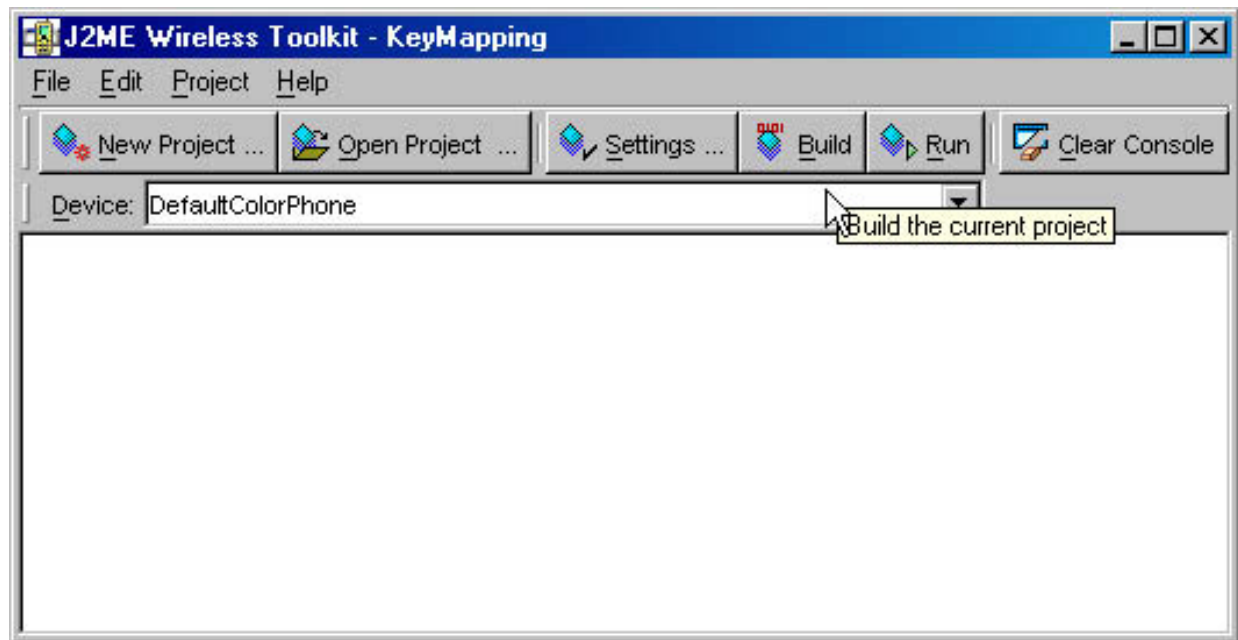 J2ME Wireless Toolkit - KeyMapping
File Edit Project Help
New Project ... Open Project ... Settings ... Build Run Clear Console
Device: DefaultColorPhone
Build the current project